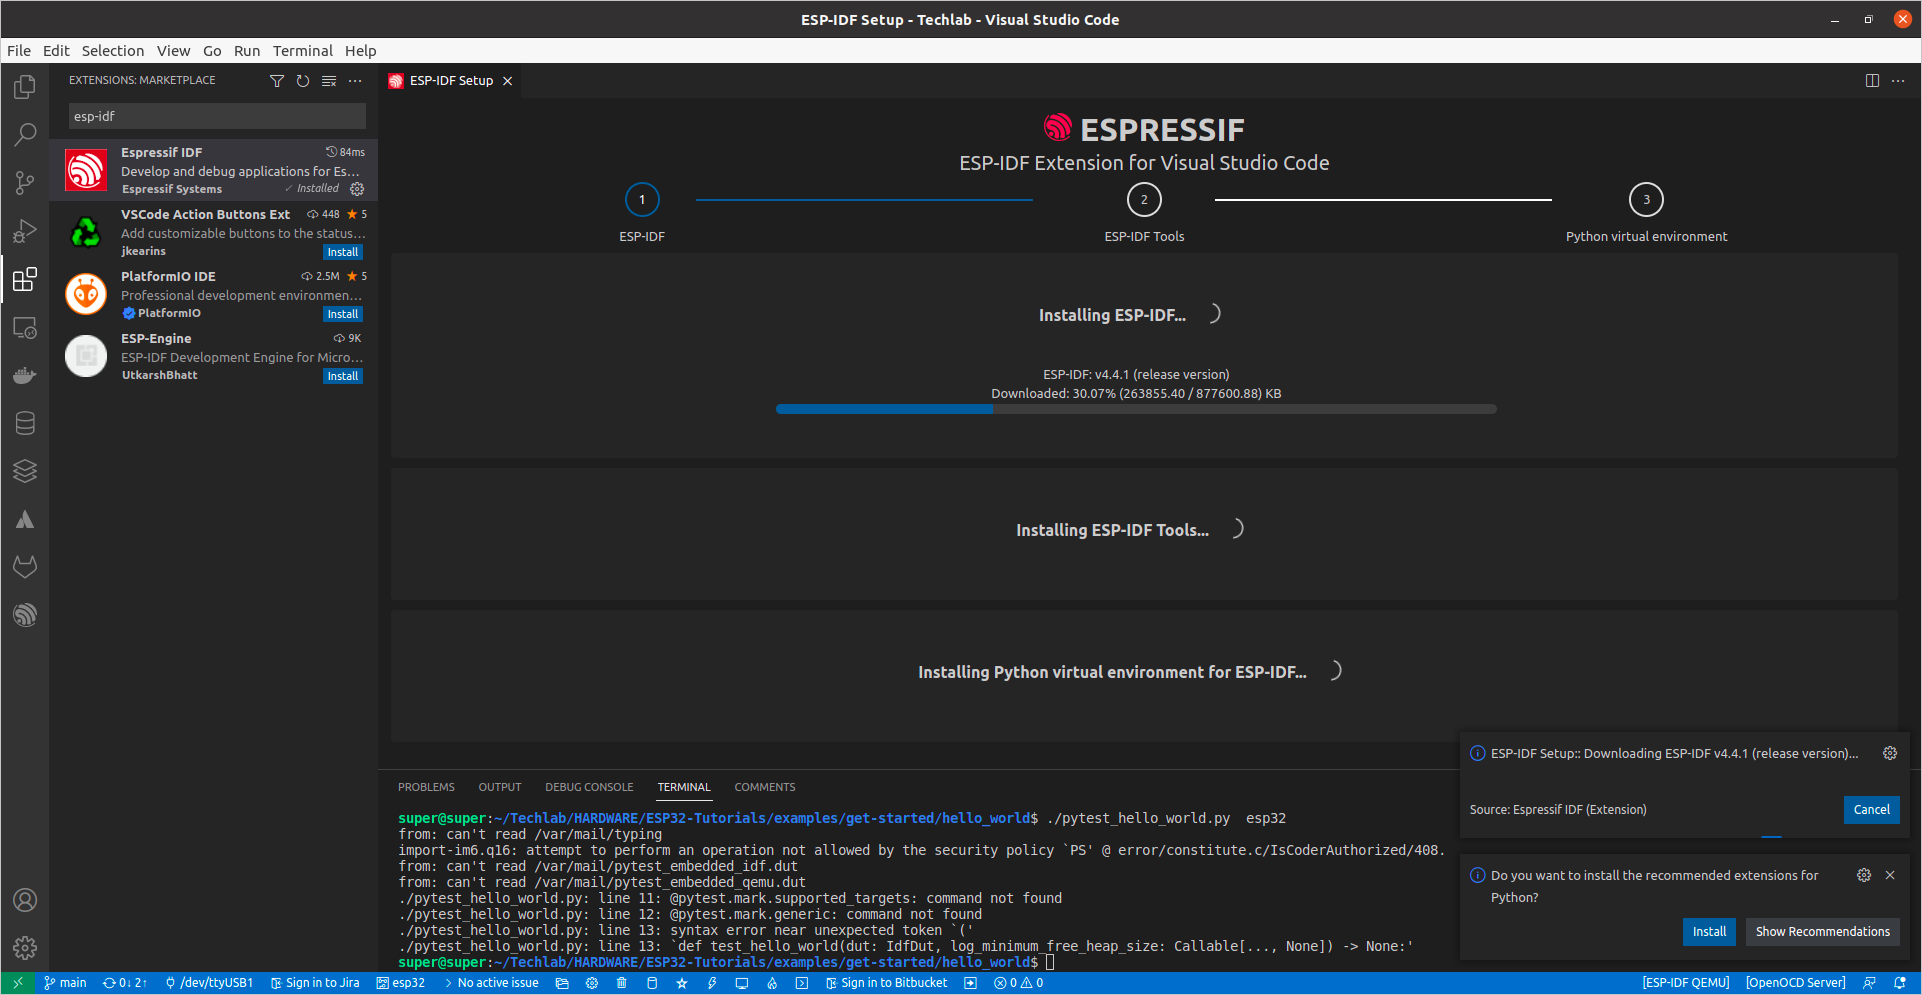 ESP-IDF Setup - Techlab - Visual Studio Code
File Edit Selection View Go Run Terminal Help
EXTENSIONS: MARKETPLACE
esp-idf
Espressif IDF 84ms
Develop and debug applications for Es...
Espressif Systems ✓ Installed
VSCode Action Buttons Ext 448 ★ 5
Add customizable buttons to the status...
jkearins Install
PlatformIO IDE 2.5M ★ 5
Professional development environmen...
PlatformIO Install
ESP-Engine 9K
ESP-IDF Development Engine for Micro...
UtkarshBhatt Install
ESP-IDF Setup
ESPRESSIF
ESP-IDF Extension for Visual Studio Code
1 2 3
ESP-IDF ESP-IDF Tools Python virtual environment
Installing ESP-IDF...
ESP-IDF: v4.4.1 (release version)
Downloaded: 30.07% (263855.40 / 877600.88) KB
Installing ESP-IDF Tools...
Installing Python virtual environment for ESP-IDF...
PROBLEMS OUTPUT DEBUG CONSOLE TERMINAL COMMENTS
super@super:~/Techlab/HARDWARE/ESP32-Tutorials/examples/get-started/hello_world$ ./pytest_hello_world.py  esp32
from: can't read /var/mail/typing
import-im6.q16: attempt to perform an operation not allowed by the security policy `PS' @ error/constitute.c/IsCoderAuthorized/408.
from: can't read /var/mail/pytest_embedded_idf.dut
from: can't read /var/mail/pytest_embedded_qemu.dut
./pytest_hello_world.py: line 11: @pytest.mark.supported_targets: command not found
./pytest_hello_world.py: line 12: @pytest.mark.generic: command not found
./pytest_hello_world.py: line 13: syntax error near unexpected token `('
./pytest_hello_world.py: line 13: `def test_hello_world(dut: IdfDut, log_minimum_free_heap_size: Callable[..., None]) -> None:'
super@super:~/Techlab/HARDWARE/ESP32-Tutorials/examples/get-started/hello_world$
ESP-IDF Setup:: Downloading ESP-IDF v4.4.1 (release version)...
Source: Espressif IDF (Extension) Cancel
Do you want to install the recommended extensions for
Python?
Install Show Recommendations
main 0↓ 2↑ /dev/ttyUSB1 Sign in to Jira esp32 No active issue Sign in to Bitbucket 0 0 [ESP-IDF QEMU] [OpenOCD Server]